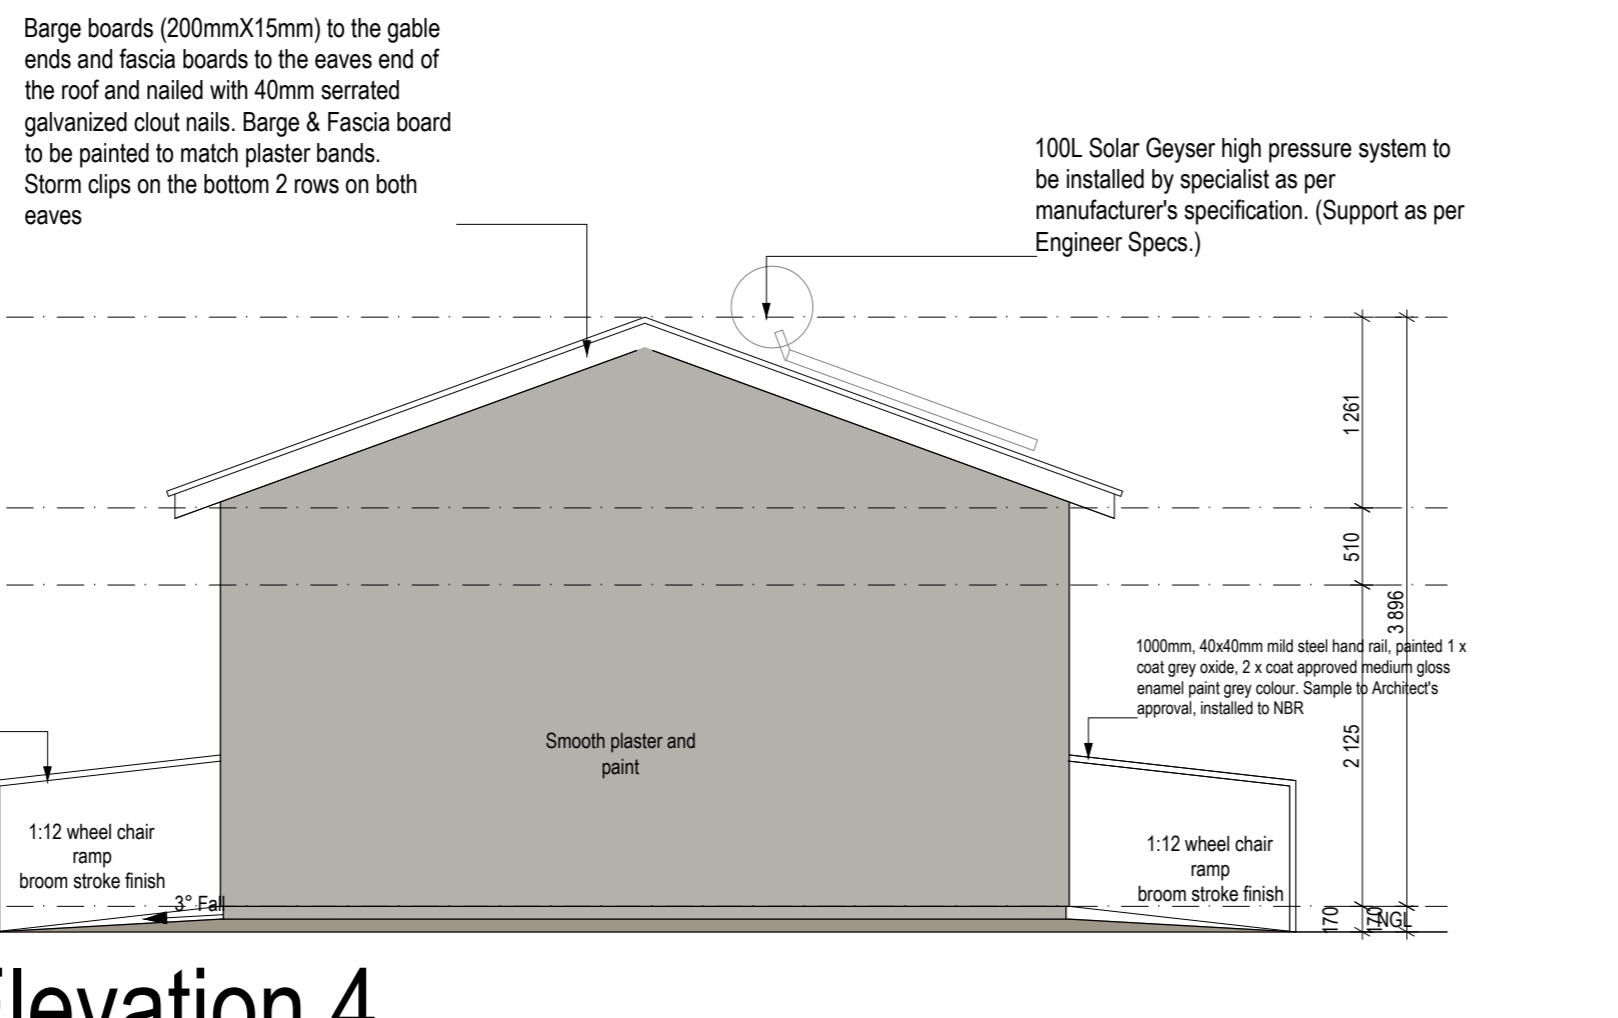 Barge boards (200mmX15mm) to the gable
ends and fascia boards to the eaves end of
the roof and nailed with 40mm serrated
galvanized clout nails. Barge & Fascia board
to be painted to match plaster bands.
Storm clips on the bottom 2 rows on both
eaves
100L Solar Geyser high pressure system to
be installed by specialist as per
manufacturer's specification. (Support as per
Engineer Specs.)
1 261
510
3 896
1000mm, 40x40mm mild steel hand rail, painted 1 x
coat grey oxide, 2 x coat approved medium gloss
enamel paint grey colour. Sample to Architect's
approval, installed to NBR
2 125
Smooth plaster and
paint
1:12 wheel chair
ramp
broom stroke finish
3° Fall
1:12 wheel chair
ramp
broom stroke finish
170
170
NGL
Elevation 4